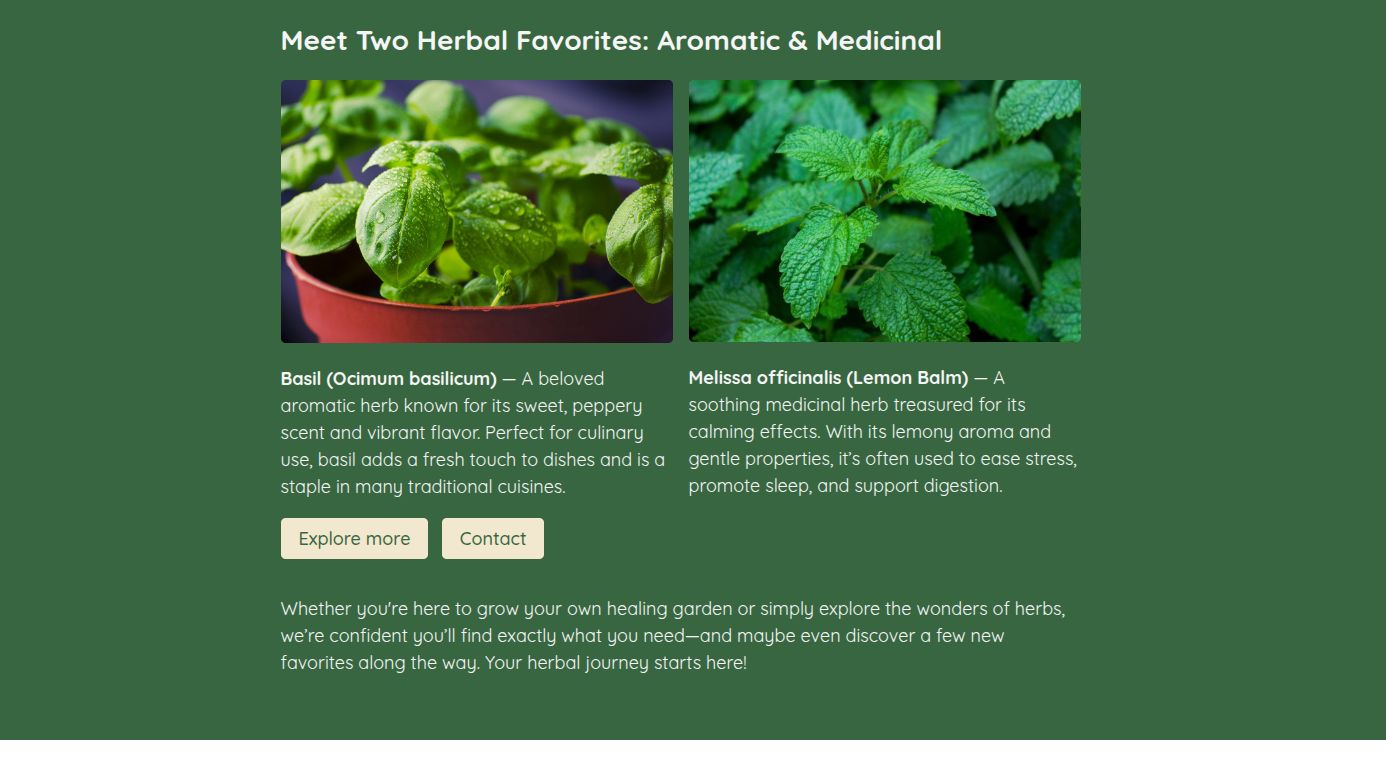 Meet Two Herbal Favorites: Aromatic & Medicinal
Basil (Ocimum basilicum) — A beloved
aromatic herb known for its sweet, peppery
scent and vibrant flavor. Perfect for culinary
use, basil adds a fresh touch to dishes and is a
staple in many traditional cuisines.
Melissa officinalis (Lemon Balm) — A
soothing medicinal herb treasured for its
calming effects. With its lemony aroma and
gentle properties, it’s often used to ease stress,
promote sleep, and support digestion.
Explore more
Contact
Whether you're here to grow your own healing garden or simply explore the wonders of herbs,
we’re confident you’ll find exactly what you need—and maybe even discover a few new
favorites along the way. Your herbal journey starts here!